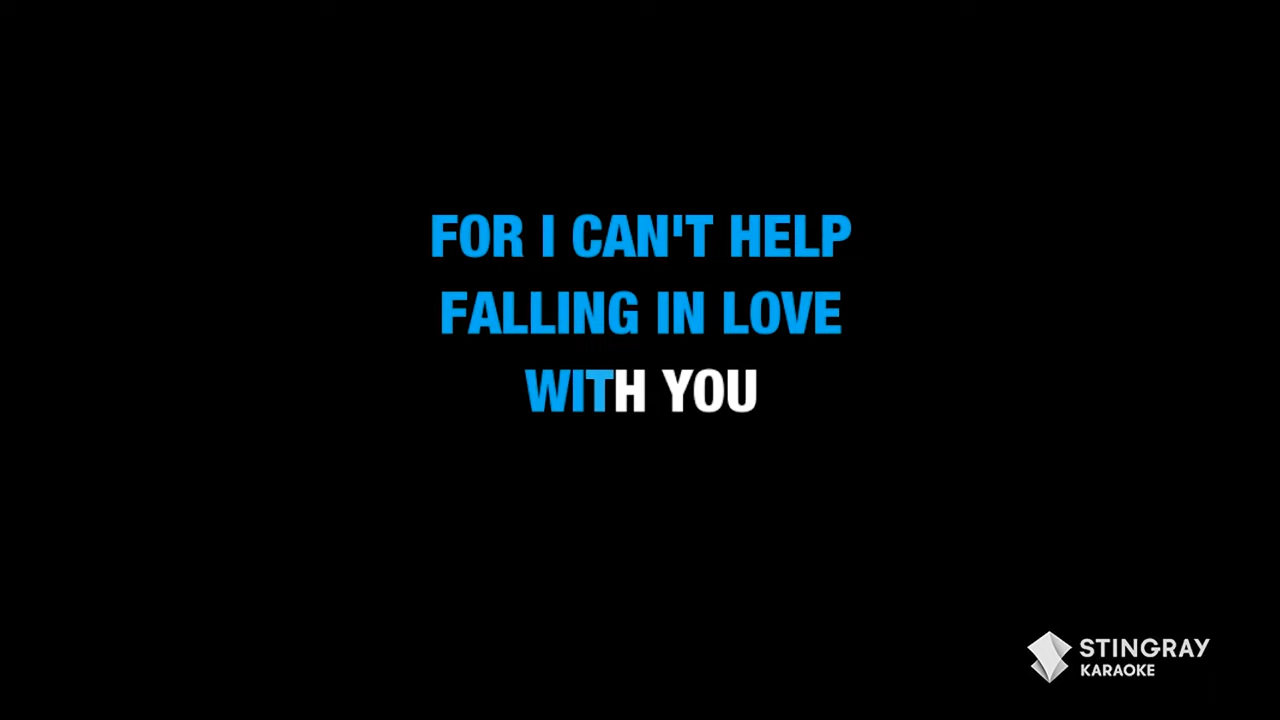 FOR I CAN'T HELP
FALLING IN LOVE
WITH YOU
STINGRAY
KARAOKE